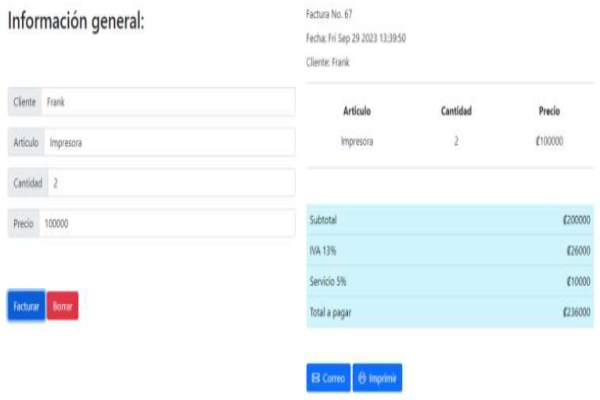 Información general:
Cliente Frank
Articulo Impresora
Cantidad 2
Precio 100000
Facturar Borrar
Factura No. 67
Fecha: Fri Sep 29 2023 13:39:50
Cliente: Frank
Articulo Cantidad Precio
Impresora 2 ₡100000
Subtotal ₡200000
IVA 13% ₡26000
Servicio 5% ₡10000
Total a pagar ₡236000
Correo Imprimir